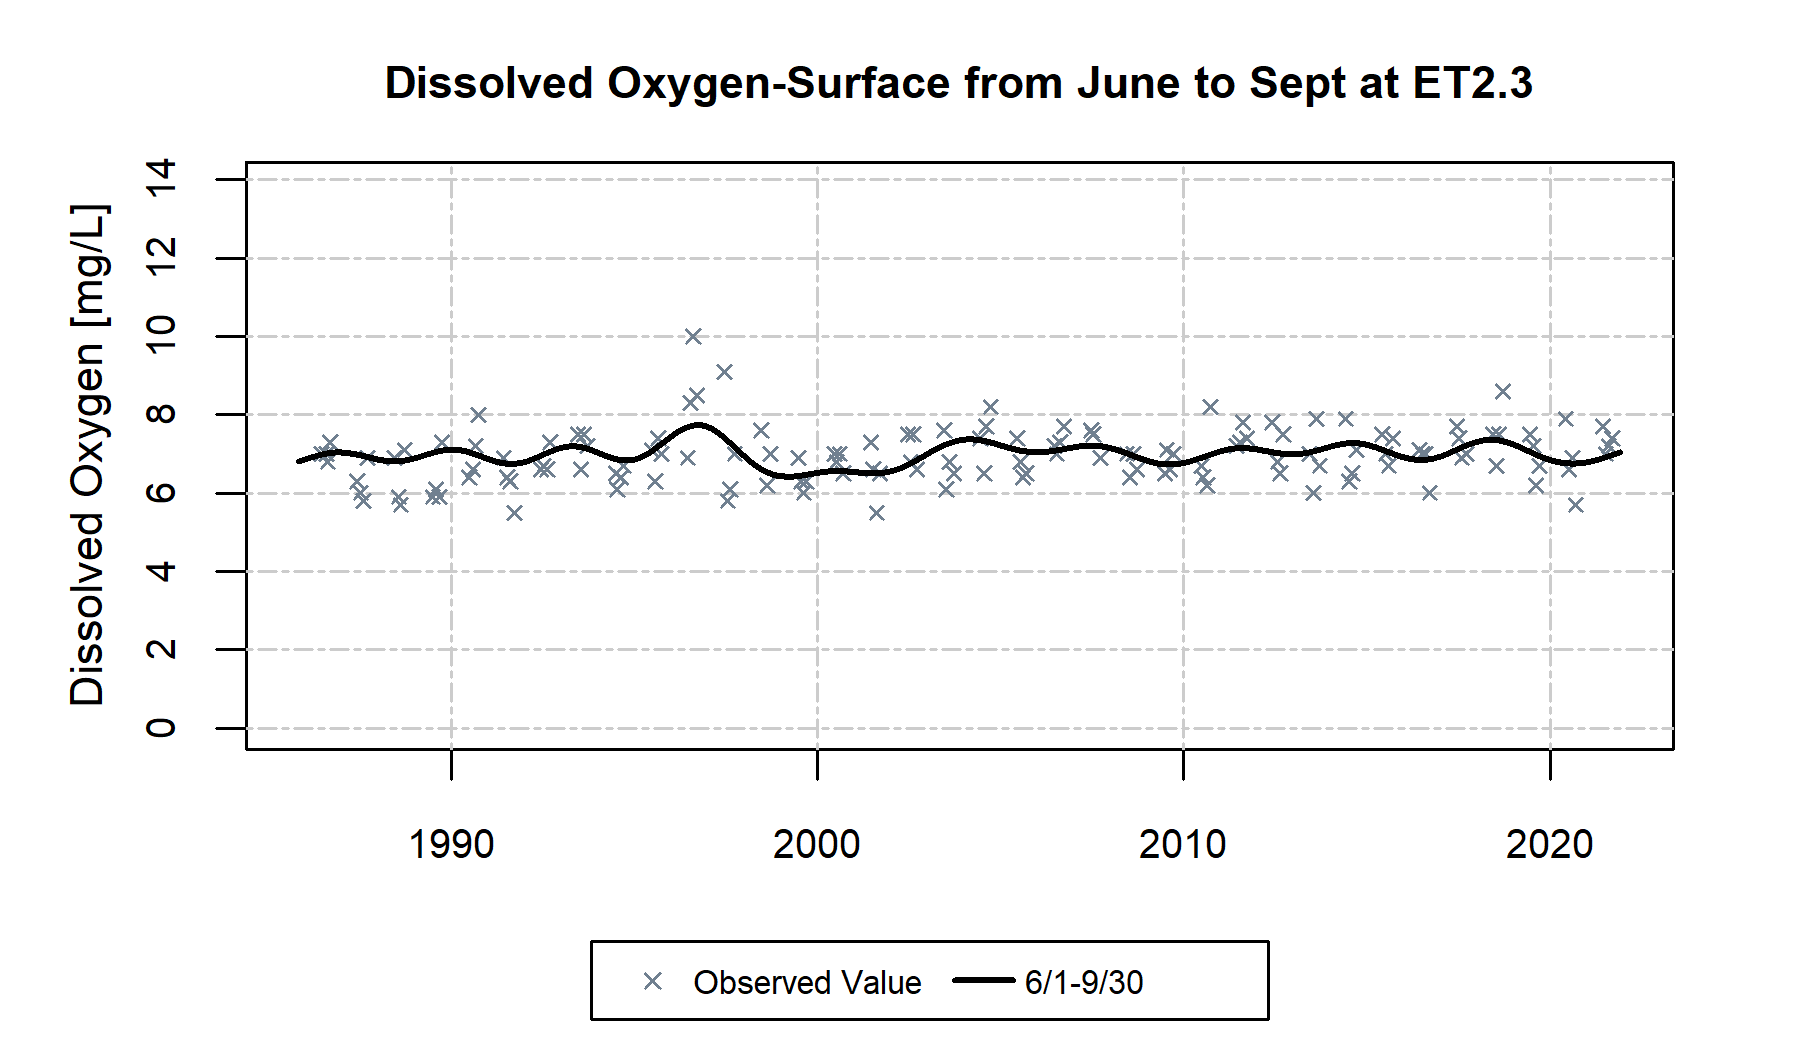 Dissolved Oxygen-Surface from June to Sept at ET2.3
Dissolved Oxygen [mg/L]
14
12
10
8
6
4
2
0
1990 2000 2010 2020
Observed Value 6/1-9/30